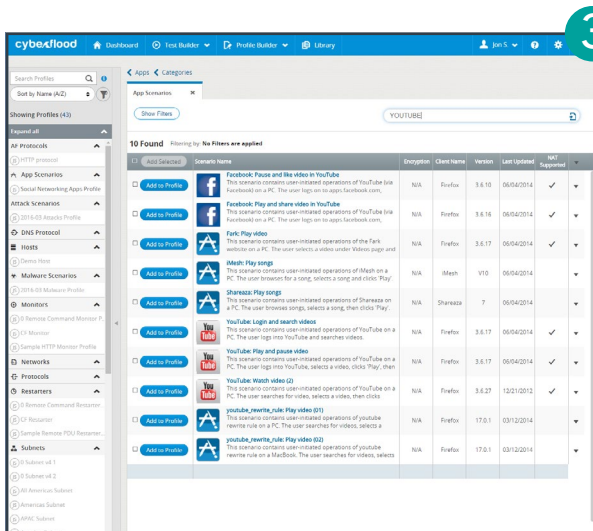 3
cyberflood Dashboard Test Builder Profile Builder Library Jon S.
Search Profiles
Sort by Name (A/Z)
Showing Profiles (43)
Expand all
AF Protocols
HTTP protocol
App Scenarios
Social Networking Apps Profile
Attack Scenarios
2016-03 Attacks Profile
DNS Protocol
Hosts
Demo Host
Malware Scenarios
2016-03 Malware Profile
Monitors
0 Remote Command Monitor P..
CF Monitor
Sample HTTP Monitor Profile
Networks
Protocols
Restarters
0 Remote Command Restarter
CF Restarter
Sample Remote PDU Restarter...
Subnets
0 Subnet v4 1
0 Subnet v4 2
All American Subnet
Americas Subnet
APAC Subnet
Apps Categories
App Scenarios ×
Show Filters YOUTUBE
10 Found Filtering by: No Filters are applied
Add Selected Scenario Name Encryption Client Name Version Last Updated NAT Supported
Add to Profile Facebook: Pause and like video in YouTube
This scenario contains user-initiated operations of YouTube (via
Facebook) on a PC. The user logs on to apps.facebook.com,
N/A Firefox 3.6.10 06/04/2014 ✓
Add to Profile Facebook: Play and share video in YouTube
This scenario contains user-initiated operations of YouTube (via
Facebook) on a PC. The user logs on to apps.facebook.com,
N/A Firefox 3.6.16 06/04/2014 ✓
Add to Profile Fark: Play video
This scenario contains user-initiated operations of the Fark
website on a PC. The user selects a video under Videos page and
N/A Firefox 3.6.17 06/04/2014 ✓
Add to Profile iMesh: Play songs
This scenario contains user-initiated operations of iMesh on a
PC. The user browses for a song, selects a song and clicks 'Play'.
N/A iMesh V10 06/04/2014
Add to Profile Shareaza: Play songs
This scenario contains user-initiated operations of Shareaza on
a PC. The user browses songs, selects a song, then clicks 'Play'.
N/A Shareaza 7 06/04/2014
Add to Profile You Tube YouTube: Login and search videos
This scenario contains user-initiated operations of YouTube on a
PC. The user logs into YouTube and searches videos.
N/A Firefox 3.6.17 06/04/2014 ✓
Add to Profile You Tube YouTube: Play and pause video
This scenario contains user-initiated operations of YouTube on a
PC. The user logs into YouTube, selects a video, clicks 'Play', then
N/A Firefox 3.6.17 06/04/2014 ✓
Add to Profile You Tube YouTube: Watch video (2)
This scenario contains user-initiated operations of YouTube on a
PC. The user searches for video, selects a video, then clicks
N/A Firefox 3.6.27 12/21/2012 ✓
Add to Profile youtube_rewrite_rule: Play video (01)
This scenario contains user-initiated operations of youtube
rewrite rule on a PC. The user searches for videos, selects a
N/A Firefox 17.0.1 03/12/2014
Add to Profile youtube_rewrite_rule: Play video (02)
This scenario contains user-initiated operations of youtube
rewrite rule on a MacBook. The user searches for videos, selects
N/A Firefox 17.0.1 03/12/2014